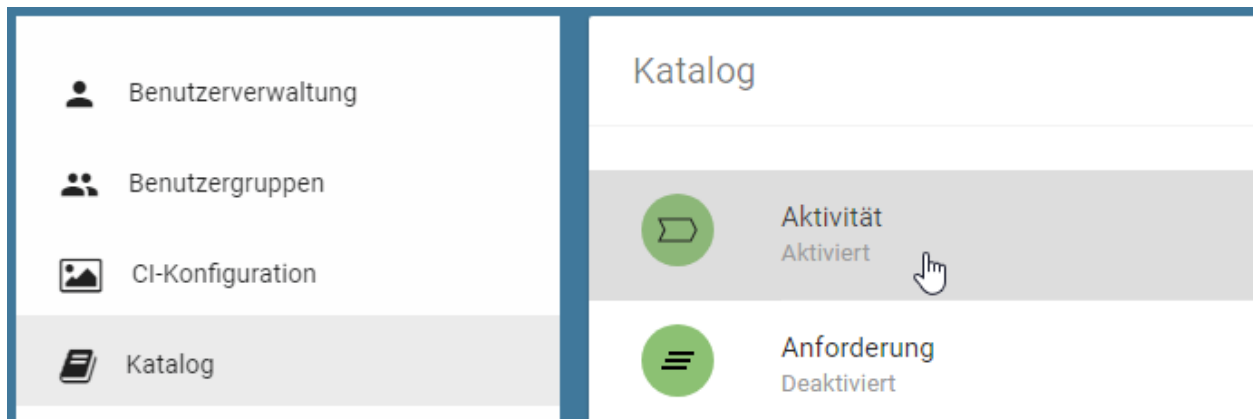 Benutzerverwaltung
Benutzergruppen
CI-Konfiguration
Katalog
Katalog
Aktivität
Aktiviert
Anforderung
Deaktiviert